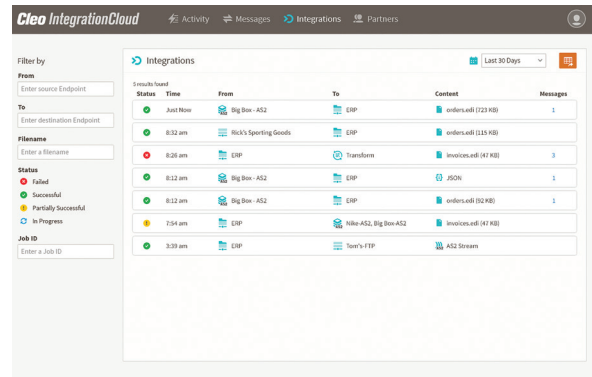 Cleo IntegrationCloud
Activity
Messages
Integrations
Partners
Filter by
From
Enter source Endpoint
To
Enter destination Endpoint
Filename
Enter a filename
Status
Failed
Successful
Partially Successful
In Progress
Job ID
Enter a Job ID
Integrations
Last 30 Days
5 results found
Status Time From To Content Messages
Just Now Big Box - AS2 ERP orders.edi (723 KB) 1
8:32 am Rick's Sporting Goods ERP orders.edi (115 KB)
8:26 am ERP Transform invoices.edi (47 KB) 3
8:12 am Big Box - AS2 ERP JSON 1
8:12 am Big Box - AS2 ERP orders.edi (92 KB) 1
7:54 am ERP Nike-AS2, Big Box-AS2 invoices.edi (47 KB)
3:39 am ERP Tom's-FTP AS2 Stream